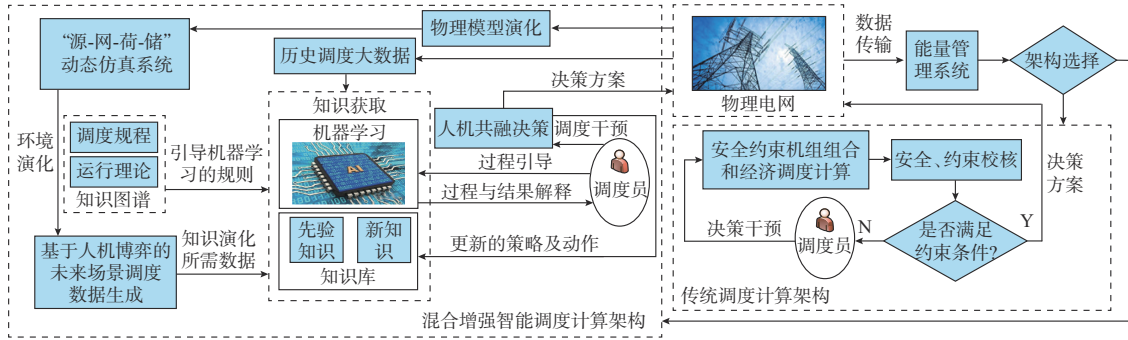 “源-网-荷-储”
动态仿真系统
物理模型演化
历史调度大数据
环境
演化
调度规程
运行理论
知识图谱
引导机器学
习的规则
基于人机博弈的
未来场景调度
数据生成
知识演化
所需数据
知识获取
机器学习
AI
先验
知识
新知
识
知识库
决策方案
人机共融决策
调度干预
过程引导
过程与结果解释
调度员
更新的策略及动作
混合增强智能调度计算架构
物理电网
数据
传输
能量管
理系统
架构选择
安全约束机组组合
和经济调度计算
安全、约束校核
决策
方案
是否满足
约束条件?
Y
N
调度员
决策干预
传统调度计算架构